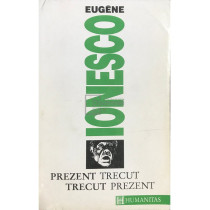 EUGÈNE
IONESCO
PREZENT TRECUT
TRECUT PREZENT
HUMANITAS